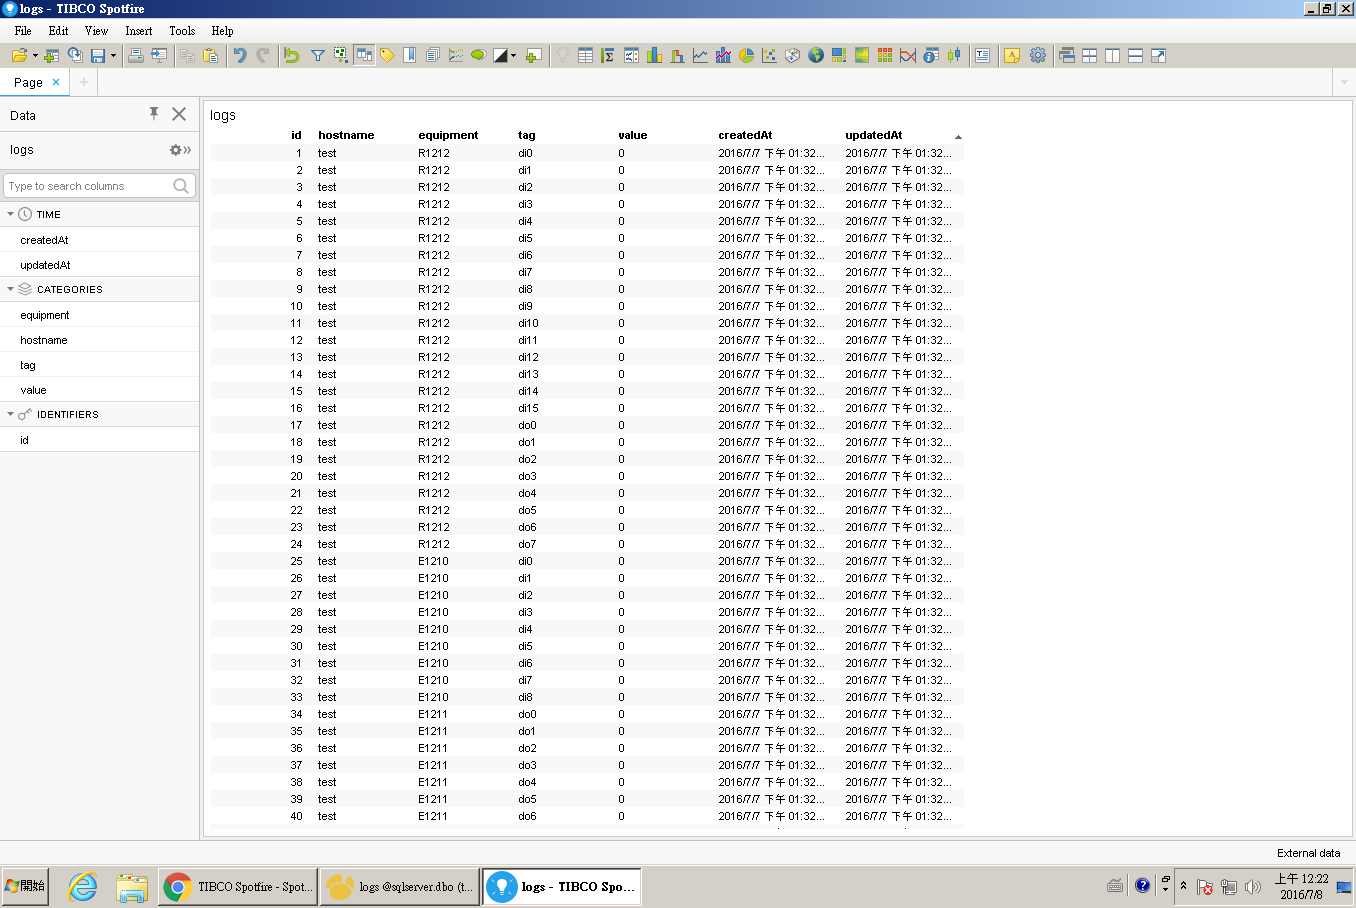 logs - TIBCO Spotfire
File Edit View Insert Tools Help
Page
Data
logs
Type to search columns
TIME
createdAt
updatedAt
CATEGORIES
equipment
hostname
tag
value
IDENTIFIERS
id
logs
id hostname equipment tag value createdAt updatedAt
1 test R1212 di0 0 2016/7/7 下午 01:32... 2016/7/7 下午 01:32...
2 test R1212 di1 0 2016/7/7 下午 01:32... 2016/7/7 下午 01:32...
3 test R1212 di2 0 2016/7/7 下午 01:32... 2016/7/7 下午 01:32...
4 test R1212 di3 0 2016/7/7 下午 01:32... 2016/7/7 下午 01:32...
5 test R1212 di4 0 2016/7/7 下午 01:32... 2016/7/7 下午 01:32...
6 test R1212 di5 0 2016/7/7 下午 01:32... 2016/7/7 下午 01:32...
7 test R1212 di6 0 2016/7/7 下午 01:32... 2016/7/7 下午 01:32...
8 test R1212 di7 0 2016/7/7 下午 01:32... 2016/7/7 下午 01:32...
9 test R1212 di8 0 2016/7/7 下午 01:32... 2016/7/7 下午 01:32...
10 test R1212 di9 0 2016/7/7 下午 01:32... 2016/7/7 下午 01:32...
11 test R1212 di10 0 2016/7/7 下午 01:32... 2016/7/7 下午 01:32...
12 test R1212 di11 0 2016/7/7 下午 01:32... 2016/7/7 下午 01:32...
13 test R1212 di12 0 2016/7/7 下午 01:32... 2016/7/7 下午 01:32...
14 test R1212 di13 0 2016/7/7 下午 01:32... 2016/7/7 下午 01:32...
15 test R1212 di14 0 2016/7/7 下午 01:32... 2016/7/7 下午 01:32...
16 test R1212 di15 0 2016/7/7 下午 01:32... 2016/7/7 下午 01:32...
17 test R1212 do0 0 2016/7/7 下午 01:32... 2016/7/7 下午 01:32...
18 test R1212 do1 0 2016/7/7 下午 01:32... 2016/7/7 下午 01:32...
19 test R1212 do2 0 2016/7/7 下午 01:32... 2016/7/7 下午 01:32...
20 test R1212 do3 0 2016/7/7 下午 01:32... 2016/7/7 下午 01:32...
21 test R1212 do4 0 2016/7/7 下午 01:32... 2016/7/7 下午 01:32...
22 test R1212 do5 0 2016/7/7 下午 01:32... 2016/7/7 下午 01:32...
23 test R1212 do6 0 2016/7/7 下午 01:32... 2016/7/7 下午 01:32...
24 test R1212 do7 0 2016/7/7 下午 01:32... 2016/7/7 下午 01:32...
25 test E1210 di0 0 2016/7/7 下午 01:32... 2016/7/7 下午 01:32...
26 test E1210 di1 0 2016/7/7 下午 01:32... 2016/7/7 下午 01:32...
27 test E1210 di2 0 2016/7/7 下午 01:32... 2016/7/7 下午 01:32...
28 test E1210 di3 0 2016/7/7 下午 01:32... 2016/7/7 下午 01:32...
29 test E1210 di4 0 2016/7/7 下午 01:32... 2016/7/7 下午 01:32...
30 test E1210 di5 0 2016/7/7 下午 01:32... 2016/7/7 下午 01:32...
31 test E1210 di6 0 2016/7/7 下午 01:32... 2016/7/7 下午 01:32...
32 test E1210 di7 0 2016/7/7 下午 01:32... 2016/7/7 下午 01:32...
33 test E1210 di8 0 2016/7/7 下午 01:32... 2016/7/7 下午 01:32...
34 test E1211 do0 0 2016/7/7 下午 01:32... 2016/7/7 下午 01:32...
35 test E1211 do1 0 2016/7/7 下午 01:32... 2016/7/7 下午 01:32...
36 test E1211 do2 0 2016/7/7 下午 01:32... 2016/7/7 下午 01:32...
37 test E1211 do3 0 2016/7/7 下午 01:32... 2016/7/7 下午 01:32...
38 test E1211 do4 0 2016/7/7 下午 01:32... 2016/7/7 下午 01:32...
39 test E1211 do5 0 2016/7/7 下午 01:32... 2016/7/7 下午 01:32...
40 test E1211 do6 0 2016/7/7 下午 01:32... 2016/7/7 下午 01:32...
External data
開始 TIBCO Spotfire - Spot... logs @sqlserver.dbo (t... logs - TIBCO Spo...
上午 12:22
2016/7/8